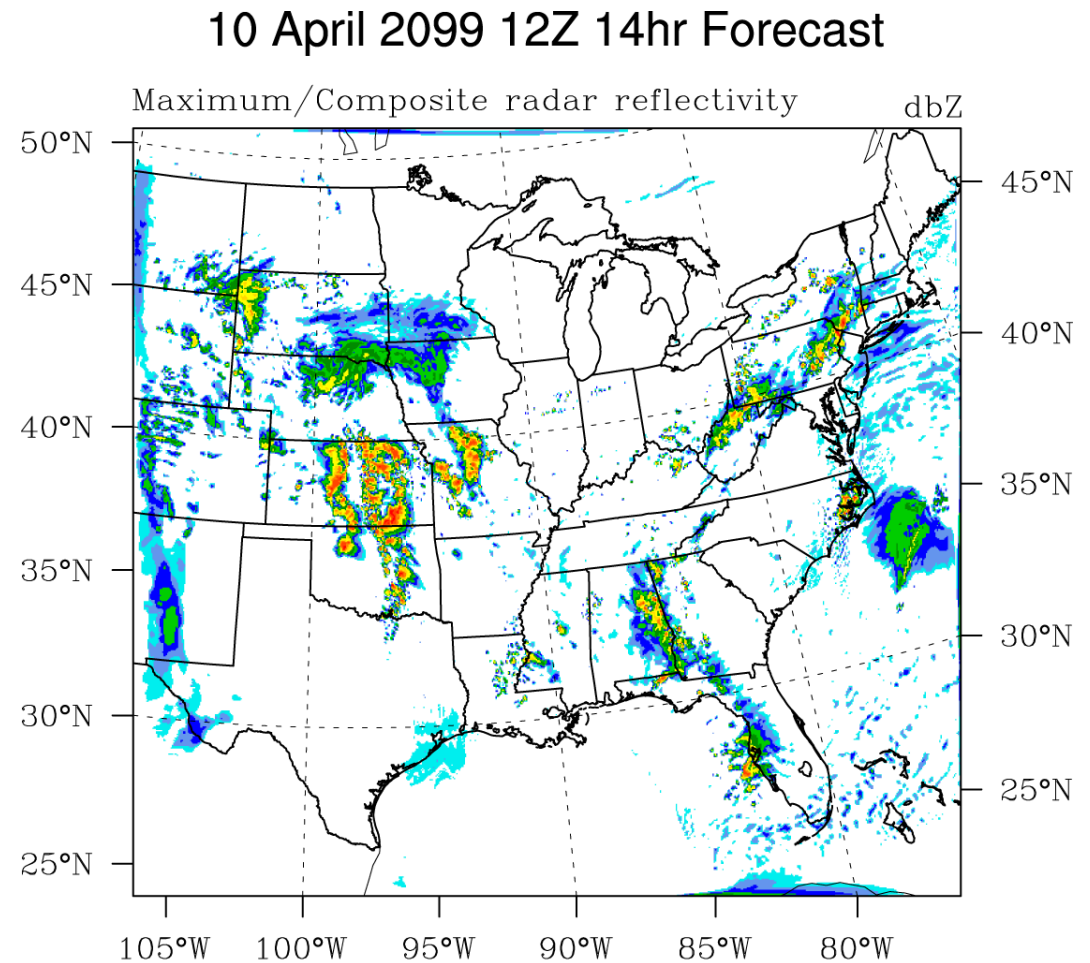 10 April 2099 12Z 14hr Forecast
Maximum/Composite radar reflectivity dbZ
50°N
45°N
45°N
40°N
40°N
35°N
35°N
30°N
30°N
25°N
25°N
105°W 100°W 95°W 90°W 85°W 80°W